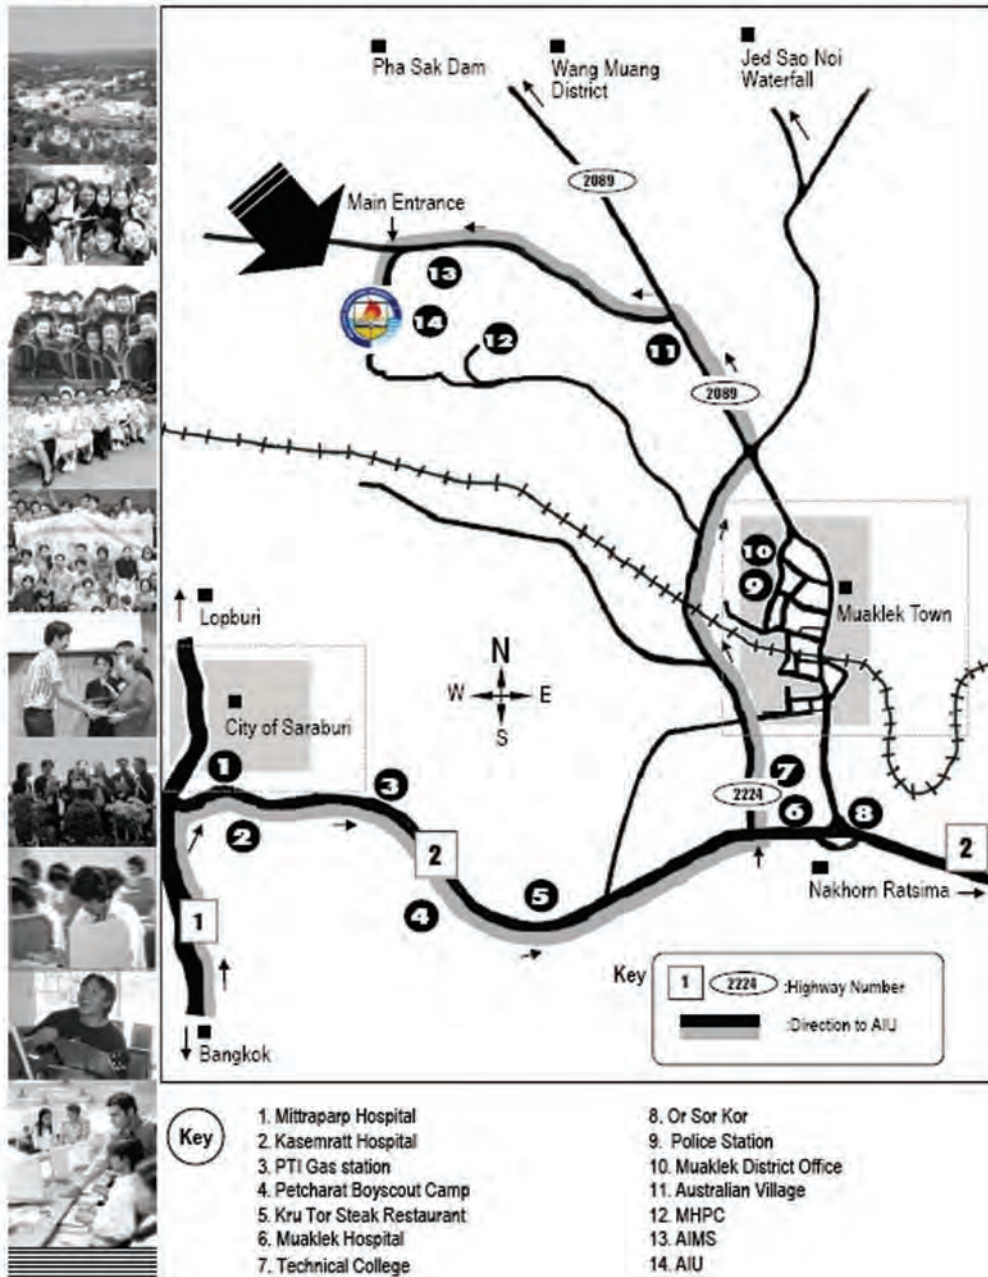 Pha Sak Dam
Wang Muang
District
Jed Sao Noi
Waterfall
2089
Main Entrance
13
14
12
11
2089
10
9
Lopburi
Muaklek Town
N
W E
S
City of Saraburi
1
2
3
2
7
2224
6
8
2
4
5
Nakhorn Ratsima
1
Bangkok
Key
1 2224 :Highway Number
:Direction to AIU
Key
1. Mittraparp Hospital
2. Kasemratt Hospital
3. PTI Gas station
4. Petcharat Boyscout Camp
5. Kru Tor Steak Restaurant
6. Muaklek Hospital
7. Technical College
8. Or Sor Kor
9. Police Station
10. Muaklek District Office
11. Australian Village
12. MHPC
13. AIMS
14. AIU